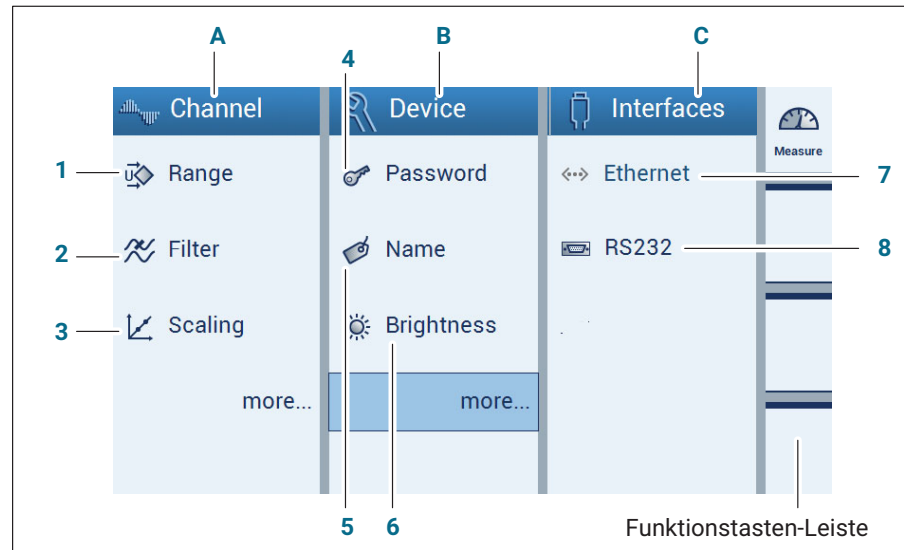 A
B
C
4
Channel
Device
Interfaces
Measure
1
Range
Password
Ethernet
7
2
Filter
Name
RS232
8
3
Scaling
Brightness
more...
more...
5
6
Funktionstasten-Leiste